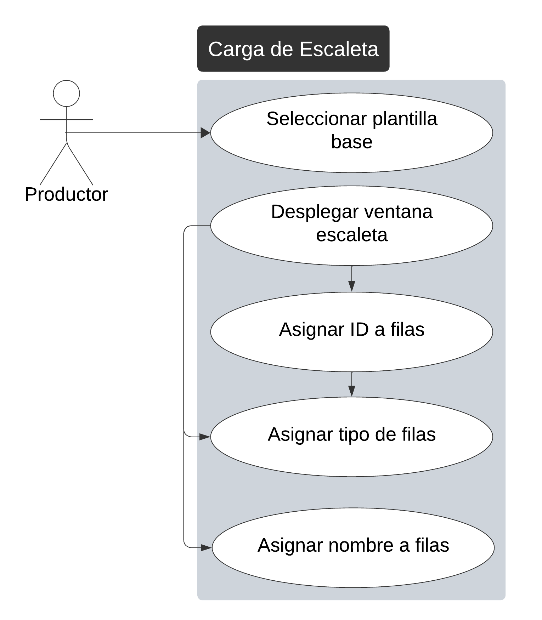 Carga de Escaleta
Seleccionar plantilla
base
Productor
Desplegar ventana
escaleta
Asignar ID a filas
Asignar tipo de filas
Asignar nombre a filas